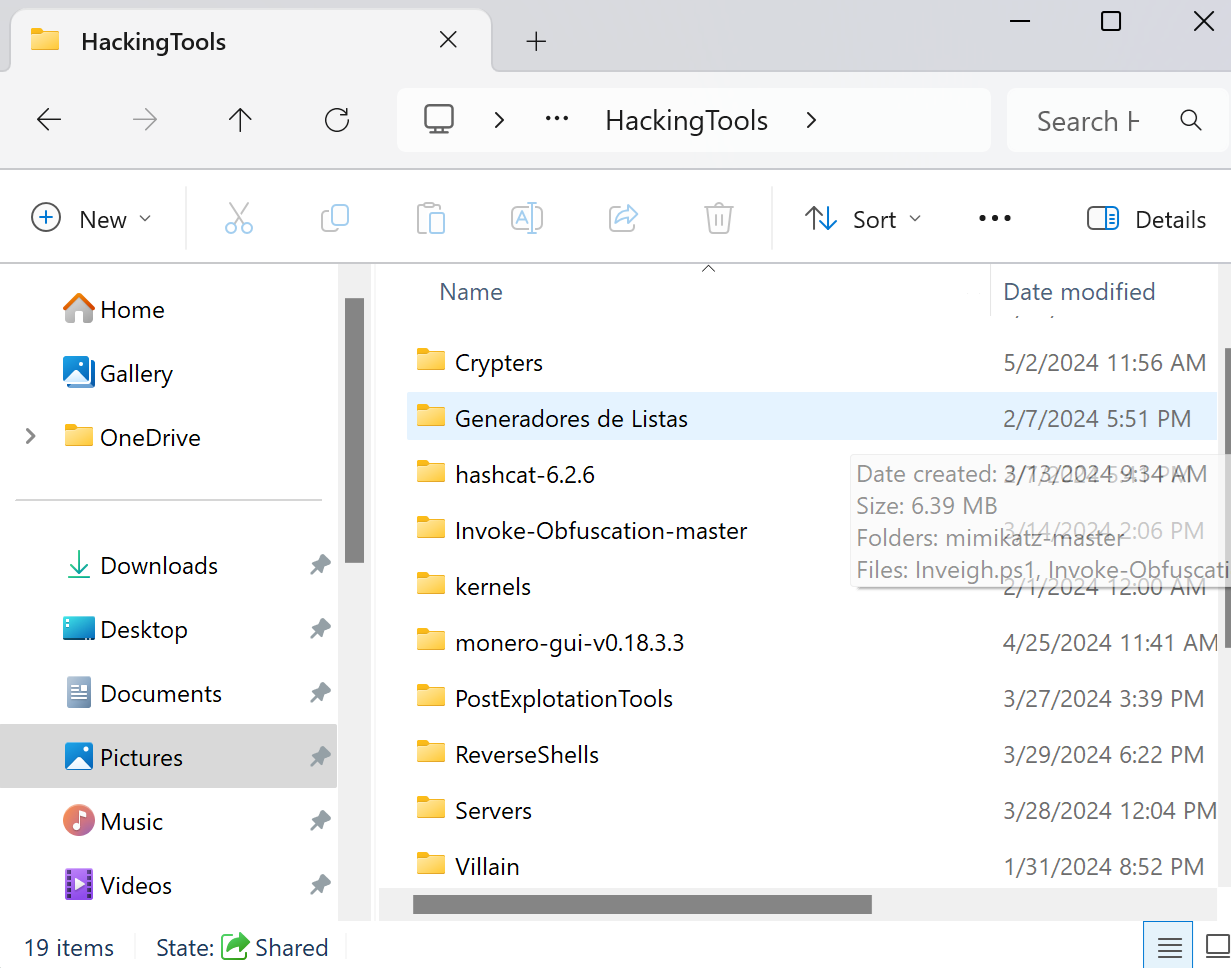 HackingTools
HackingTools
Search H
New
Sort
Details
Name
Date modified
Home
Gallery
OneDrive
Downloads
Desktop
Documents
Pictures
Music
Videos
Crypters 5/2/2024 11:56 AM
Generadores de Listas 2/7/2024 5:51 PM
hashcat-6.2.6
Invoke-Obfuscation-master 3/14/2024 2:06 PM
kernels 2/1/2024 12:00 AM
monero-gui-v0.18.3.3 4/25/2024 11:41 AM
PostExplotationTools 3/27/2024 3:39 PM
ReverseShells 3/29/2024 6:22 PM
Servers 3/28/2024 12:04 PM
Villain 1/31/2024 8:52 PM
Date created: 3/13/2024 9:34 AM
Size: 6.39 MB
Folders: mimikatz-master
Files: Inveigh.ps1, Invoke-Obfuscati
19 items
State: Shared